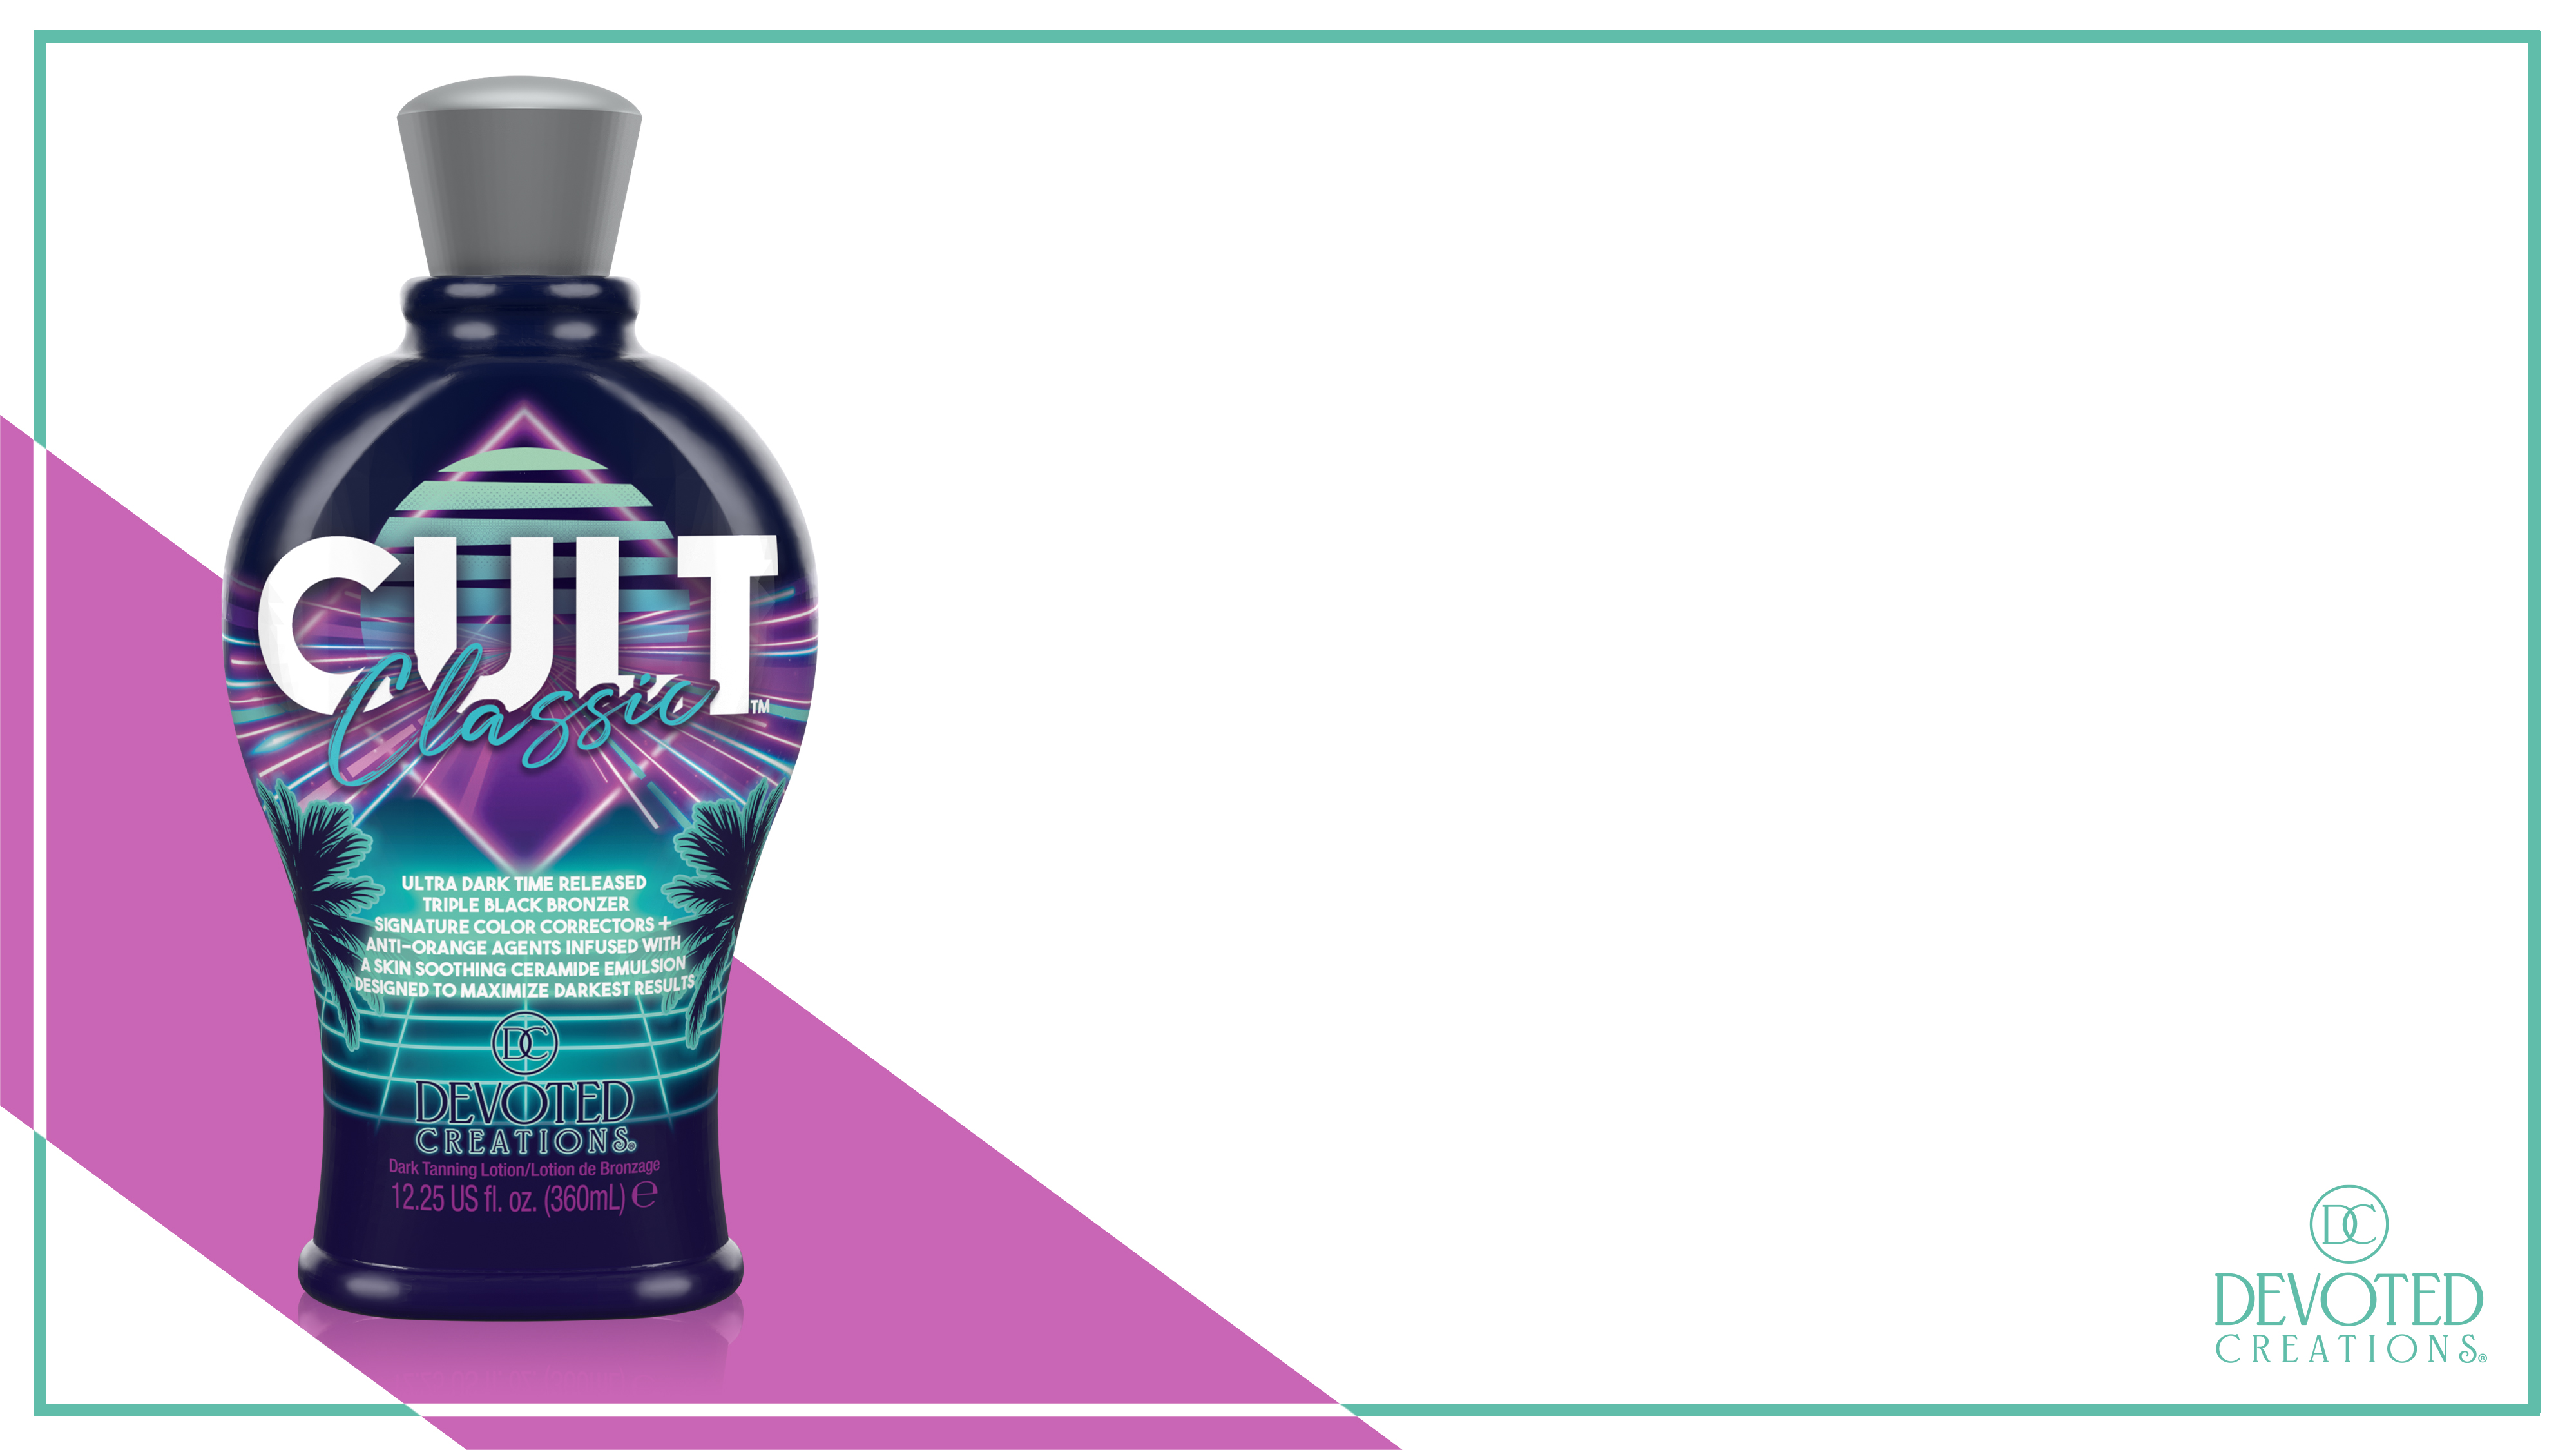 CULT
Classic™
ULTRA DARK TIME RELEASED
TRIPLE BLACK BRONZER
SIGNATURE COLOR CORRECTORS +
ANTI-ORANGE AGENTS INFUSED WITH
A SKIN SOOTHING CERAMIDE EMULSION
DESIGNED TO MAXIMIZE DARKEST RESULTS
DC
DEVOTED
CREATIONS®
Dark Tanning Lotion/Lotion de Bronzage
12.25 US fl. oz. (360mL) ℮
DC
DEVOTED
CREATIONS®